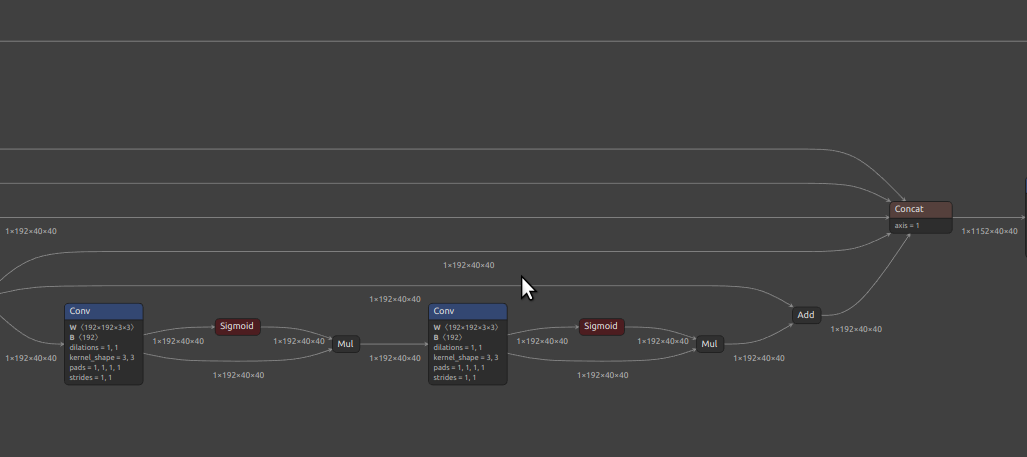 Concat
axis = 1
1×192×40×40
1×1152×40×40
1×192×40×40
1×192×40×40
Conv
W ⟨192×192×3×3⟩
B ⟨192⟩
dilations = 1, 1
kernel_shape = 3, 3
pads = 1, 1, 1, 1
strides = 1, 1
Sigmoid
Mul
Conv
W ⟨192×192×3×3⟩
B ⟨192⟩
dilations = 1, 1
kernel_shape = 3, 3
pads = 1, 1, 1, 1
strides = 1, 1
Sigmoid
Mul
Add
1×192×40×40
1×192×40×40
1×192×40×40
1×192×40×40
1×192×40×40
1×192×40×40
1×192×40×40
1×192×40×40
1×192×40×40
1×192×40×40